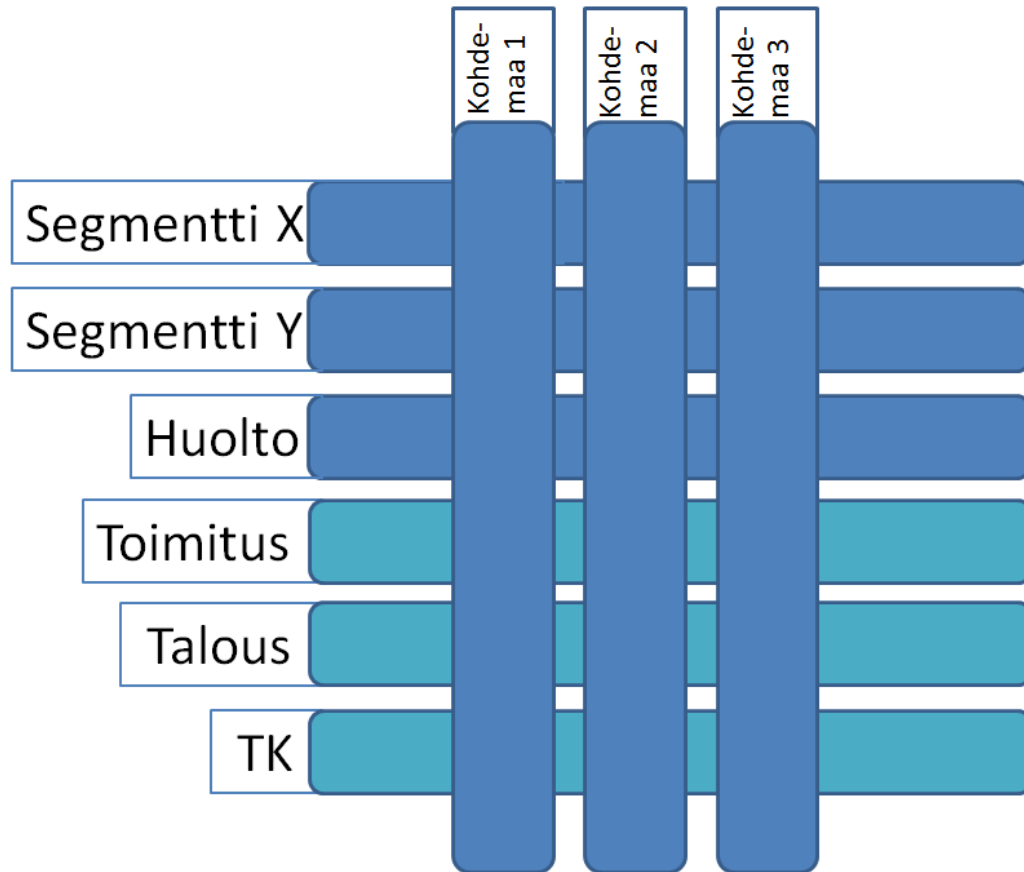 Kohde-
maa 1
Kohde-
maa 2
Kohde-
maa 3
Segmentti X
Segmentti Y
Huolto
Toimitus
Talous
TK